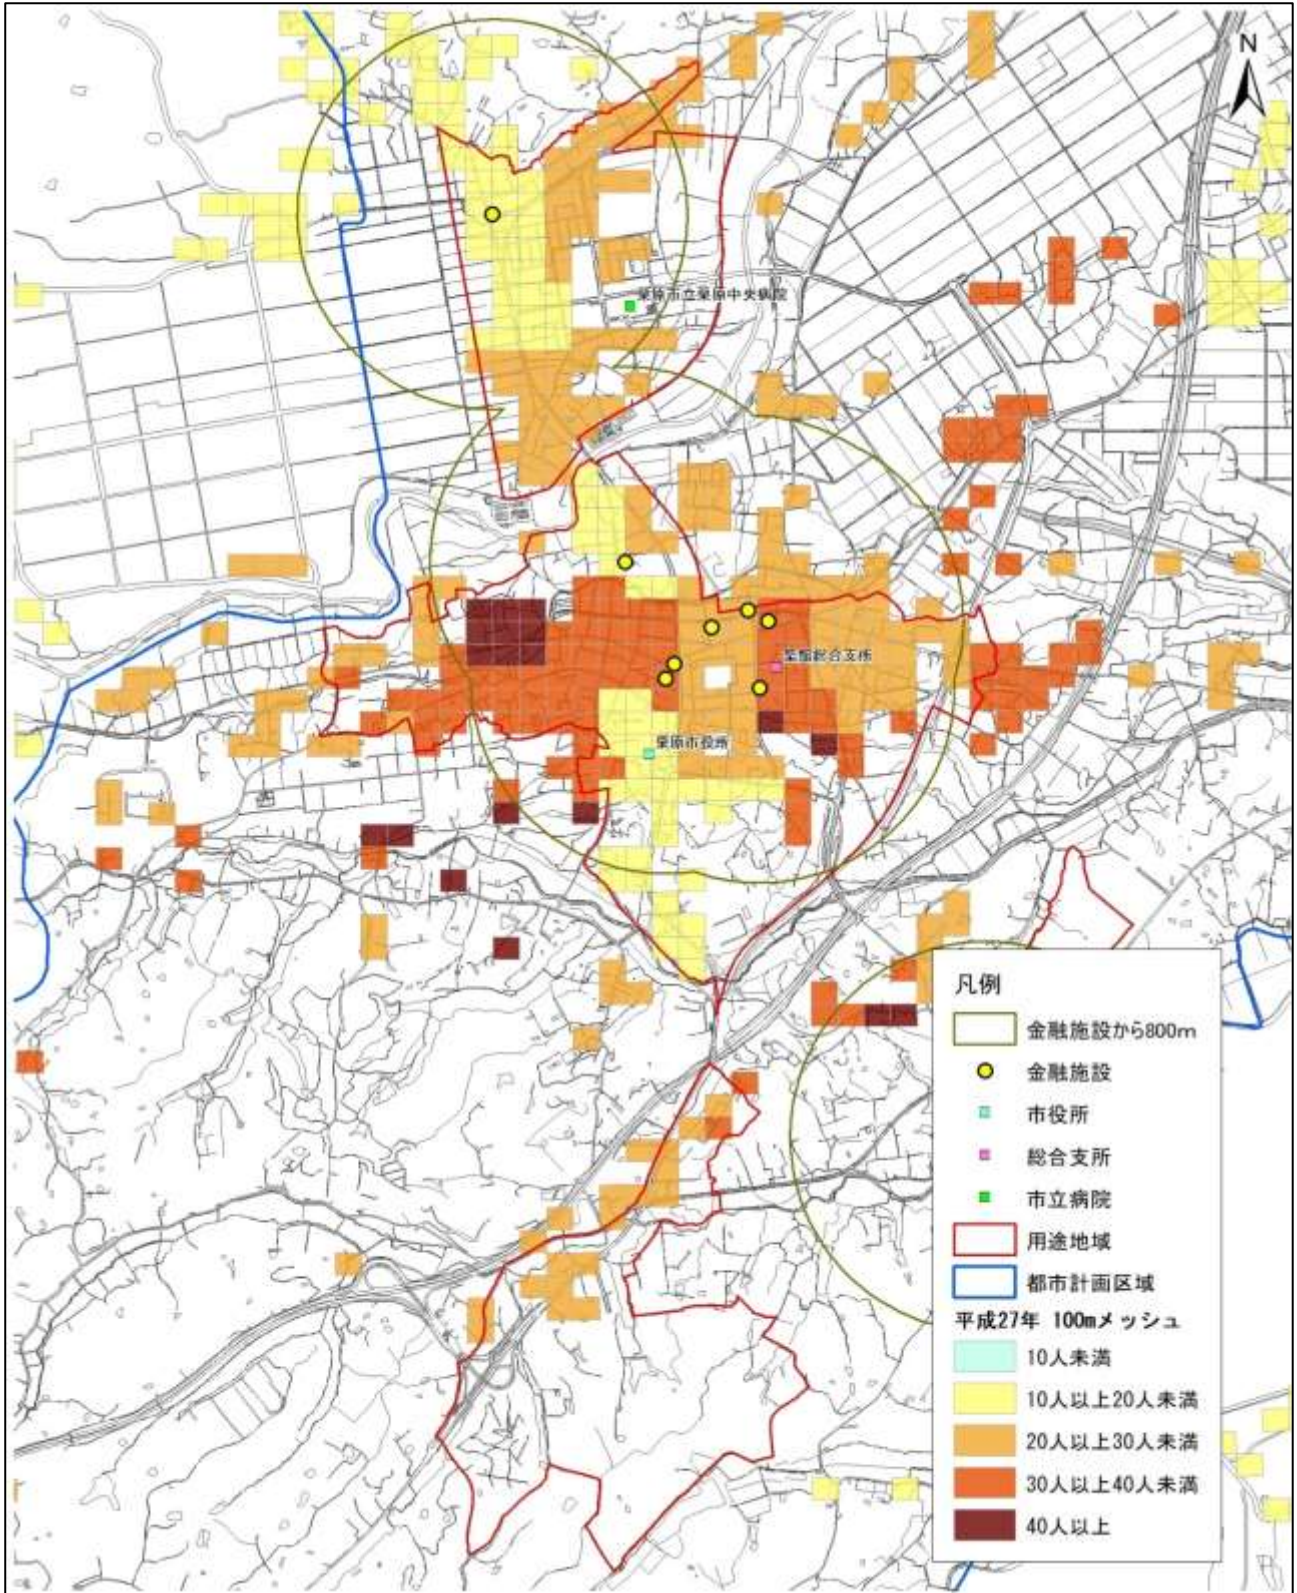 N
栗原市立栗原中央病院
築館総合支所
栗原市役所
凡例
金融施設から800m
金融施設
市役所
総合支所
市立病院
用途地域
都市計画区域
平成27年 100mメッシュ
10人未満
10人以上20人未満
20人以上30人未満
30人以上40人未満
40人以上